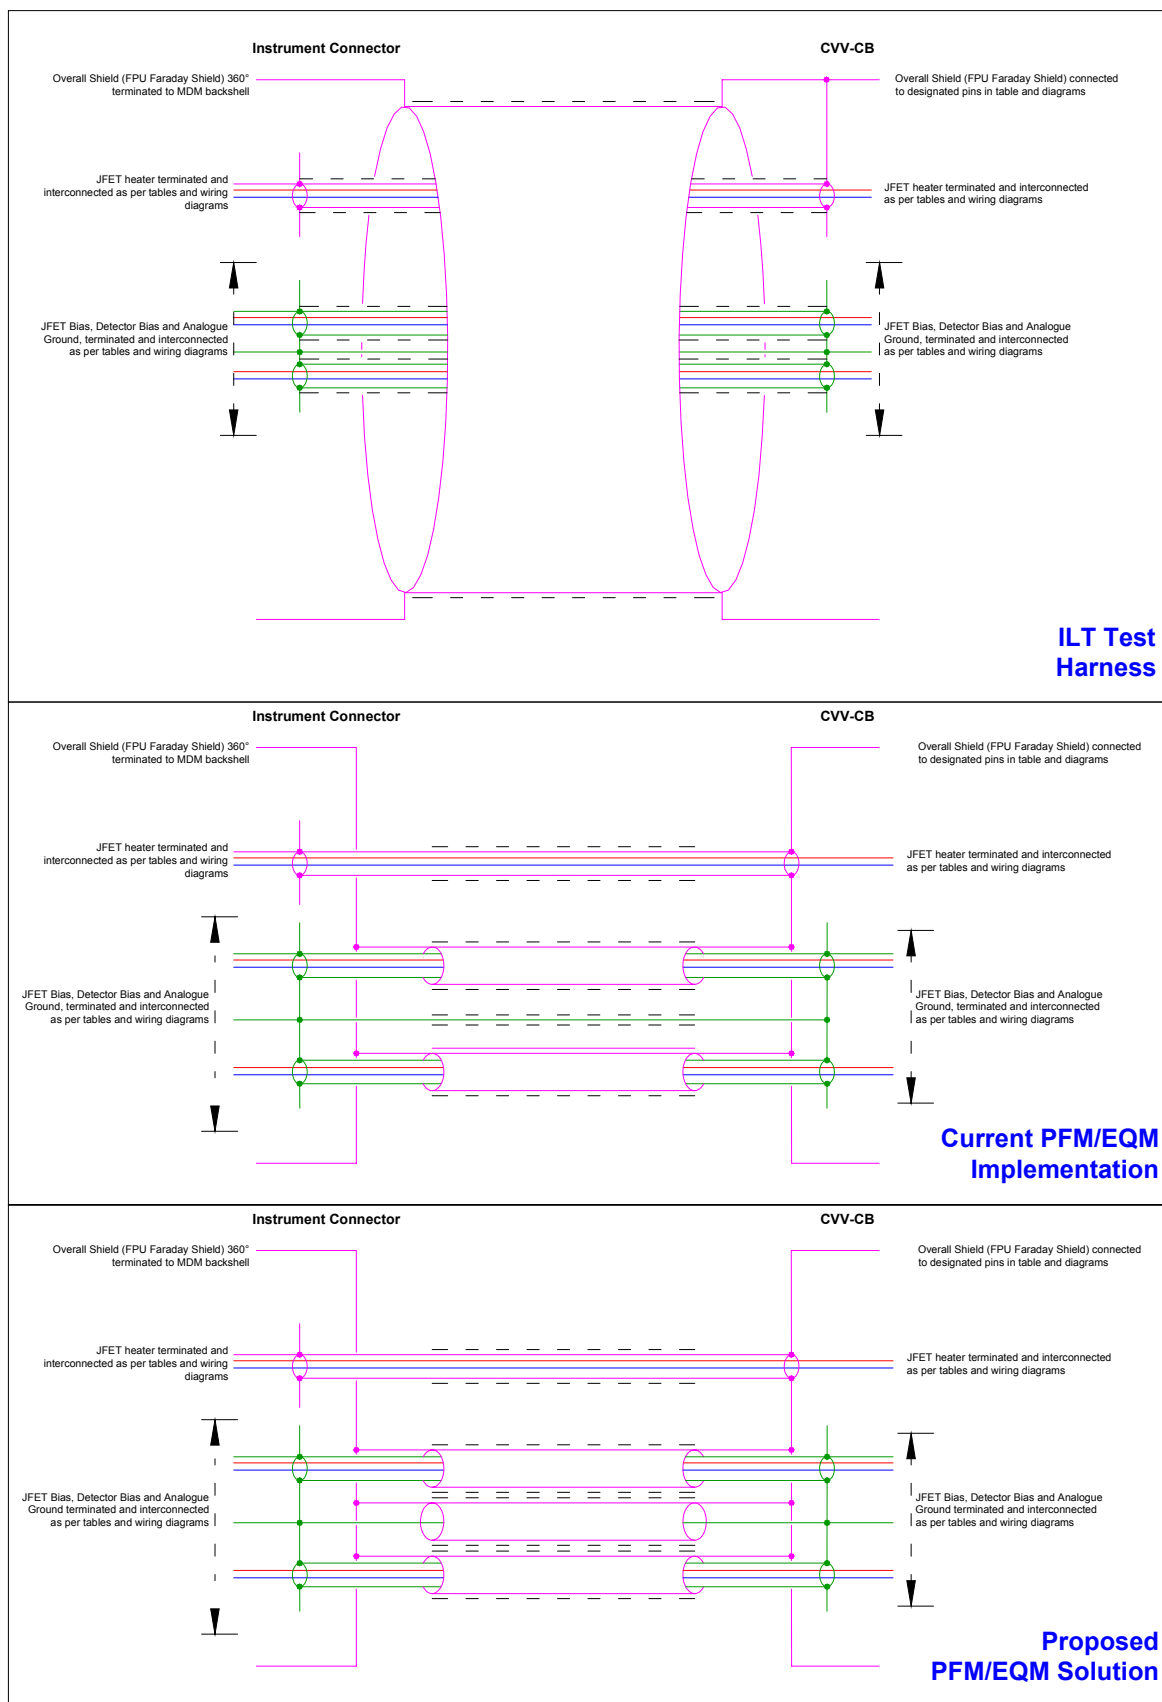 Instrument Connector
CVV-CB
Overall Shield (FPU Faraday Shield) 360°
terminated to MDM backshell
Overall Shield (FPU Faraday Shield) connected
to designated pins in table and diagrams
JFET heater terminated and
interconnected as per tables and wiring
diagrams
JFET heater terminated and interconnected
as per tables and wiring diagrams
JFET Bias, Detector Bias and Analogue
Ground, terminated and interconnected
as per tables and wiring diagrams
JFET Bias, Detector Bias and Analogue
Ground, terminated and interconnected
as per tables and wiring diagrams
ILT Test
Harness
Instrument Connector
CVV-CB
Overall Shield (FPU Faraday Shield) 360°
terminated to MDM backshell
Overall Shield (FPU Faraday Shield) connected
to designated pins in table and diagrams
JFET heater terminated and
interconnected as per tables and wiring
diagrams
JFET heater terminated and interconnected
as per tables and wiring diagrams
JFET Bias, Detector Bias and Analogue
Ground, terminated and interconnected
as per tables and wiring diagrams
JFET Bias, Detector Bias and Analogue
Ground, terminated and interconnected
as per tables and wiring diagrams
Current PFM/EQM
Implementation
Instrument Connector
CVV-CB
Overall Shield (FPU Faraday Shield) 360°
terminated to MDM backshell
Overall Shield (FPU Faraday Shield) connected
to designated pins in table and diagrams
JFET heater terminated and
interconnected as per tables and wiring
diagrams
JFET heater terminated and interconnected
as per tables and wiring diagrams
JFET Bias, Detector Bias and Analogue
Ground terminated and interconnected
as per tables and wiring diagrams
JFET Bias, Detector Bias and Analogue
Ground terminated and interconnected
as per tables and wiring diagrams
Proposed
PFM/EQM Solution